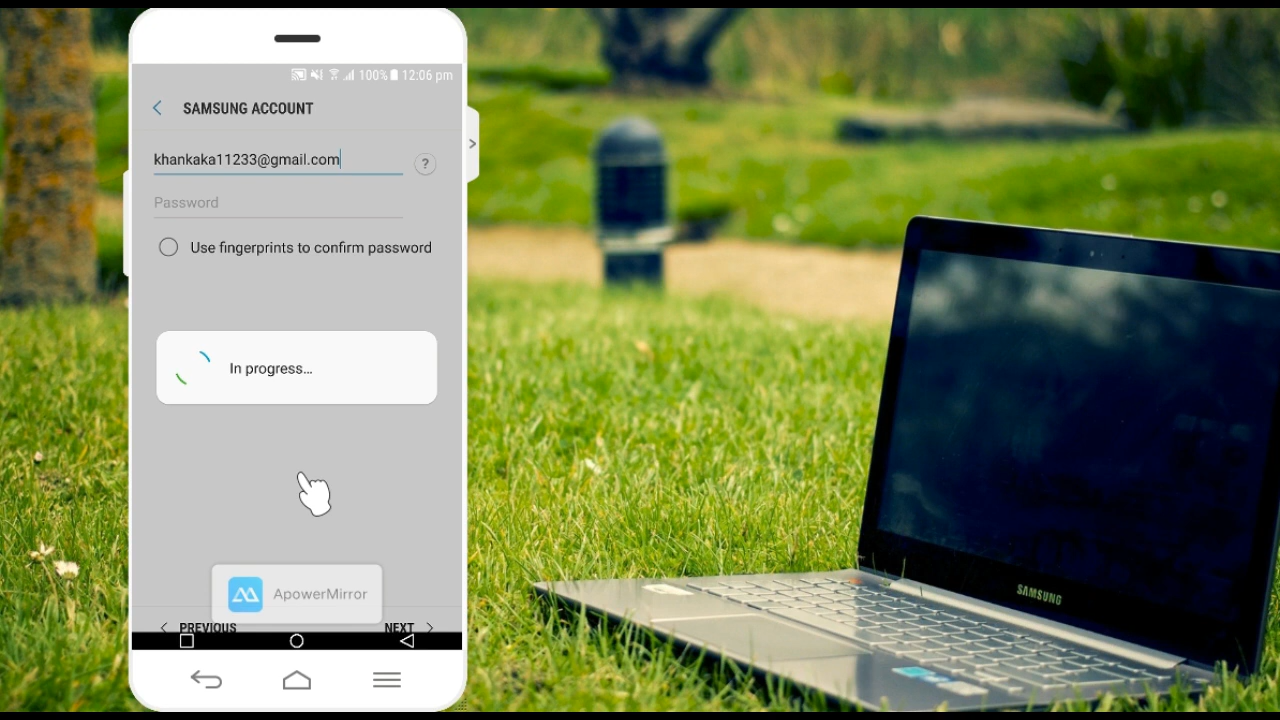 100% 12:06 pm
SAMSUNG ACCOUNT
khankaka11233@gmail.com
?
Password
Use fingerprints to confirm password
In progress...
ApowerMirror
PREVIOUS
NEXT
SAMSUNG